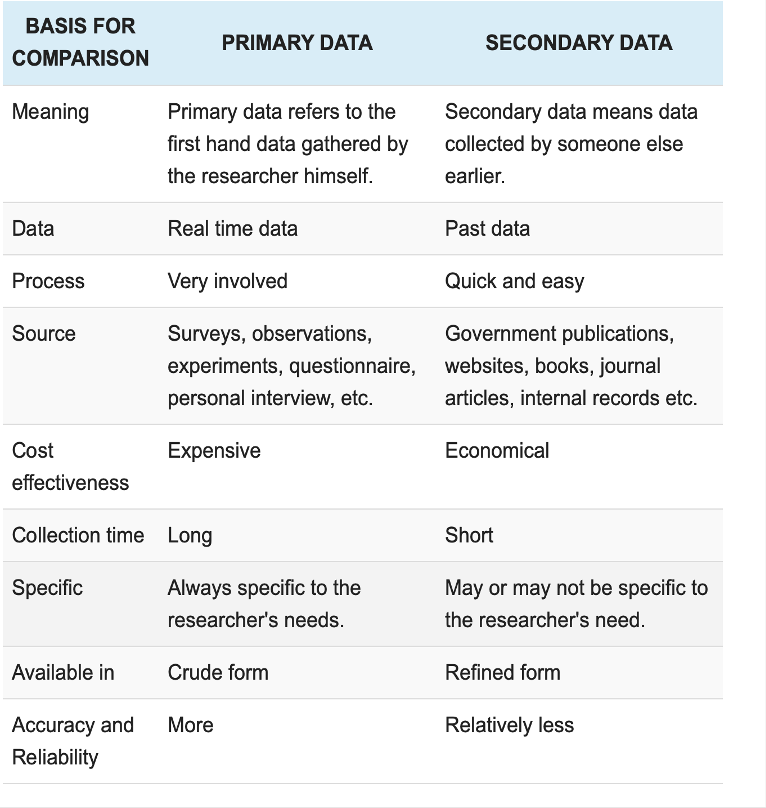 BASIS FOR
COMPARISON
PRIMARY DATA
SECONDARY DATA
Meaning
Primary data refers to the
first hand data gathered by
the researcher himself.
Secondary data means data
collected by someone else
earlier.
Data
Real time data
Past data
Process
Very involved
Quick and easy
Source
Surveys, observations,
experiments, questionnaire,
personal interview, etc.
Government publications,
websites, books, journal
articles, internal records etc.
Cost
effectiveness
Expensive
Economical
Collection time
Long
Short
Specific
Always specific to the
researcher's needs.
May or may not be specific to
the researcher's need.
Available in
Crude form
Refined form
Accuracy and
Reliability
More
Relatively less